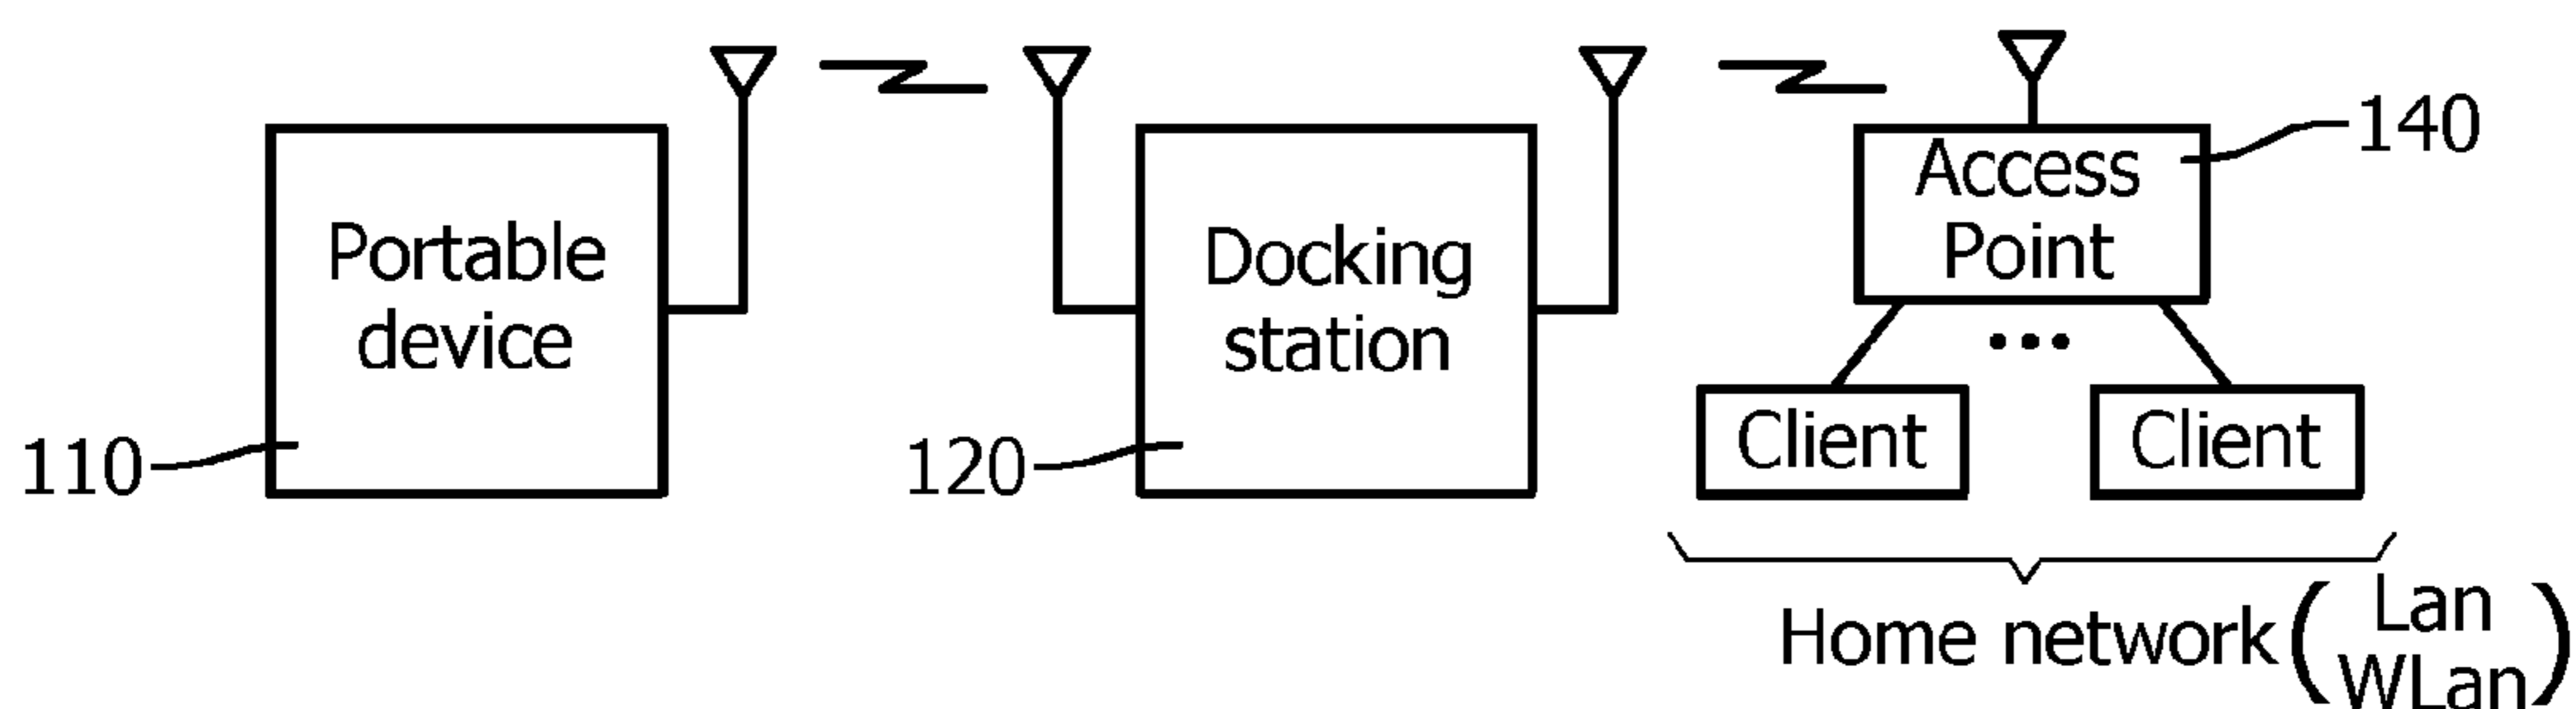 Portable
device
110
Docking
station
120
Access
Point
140
Client
Client
Home network ( Lan
WLan )